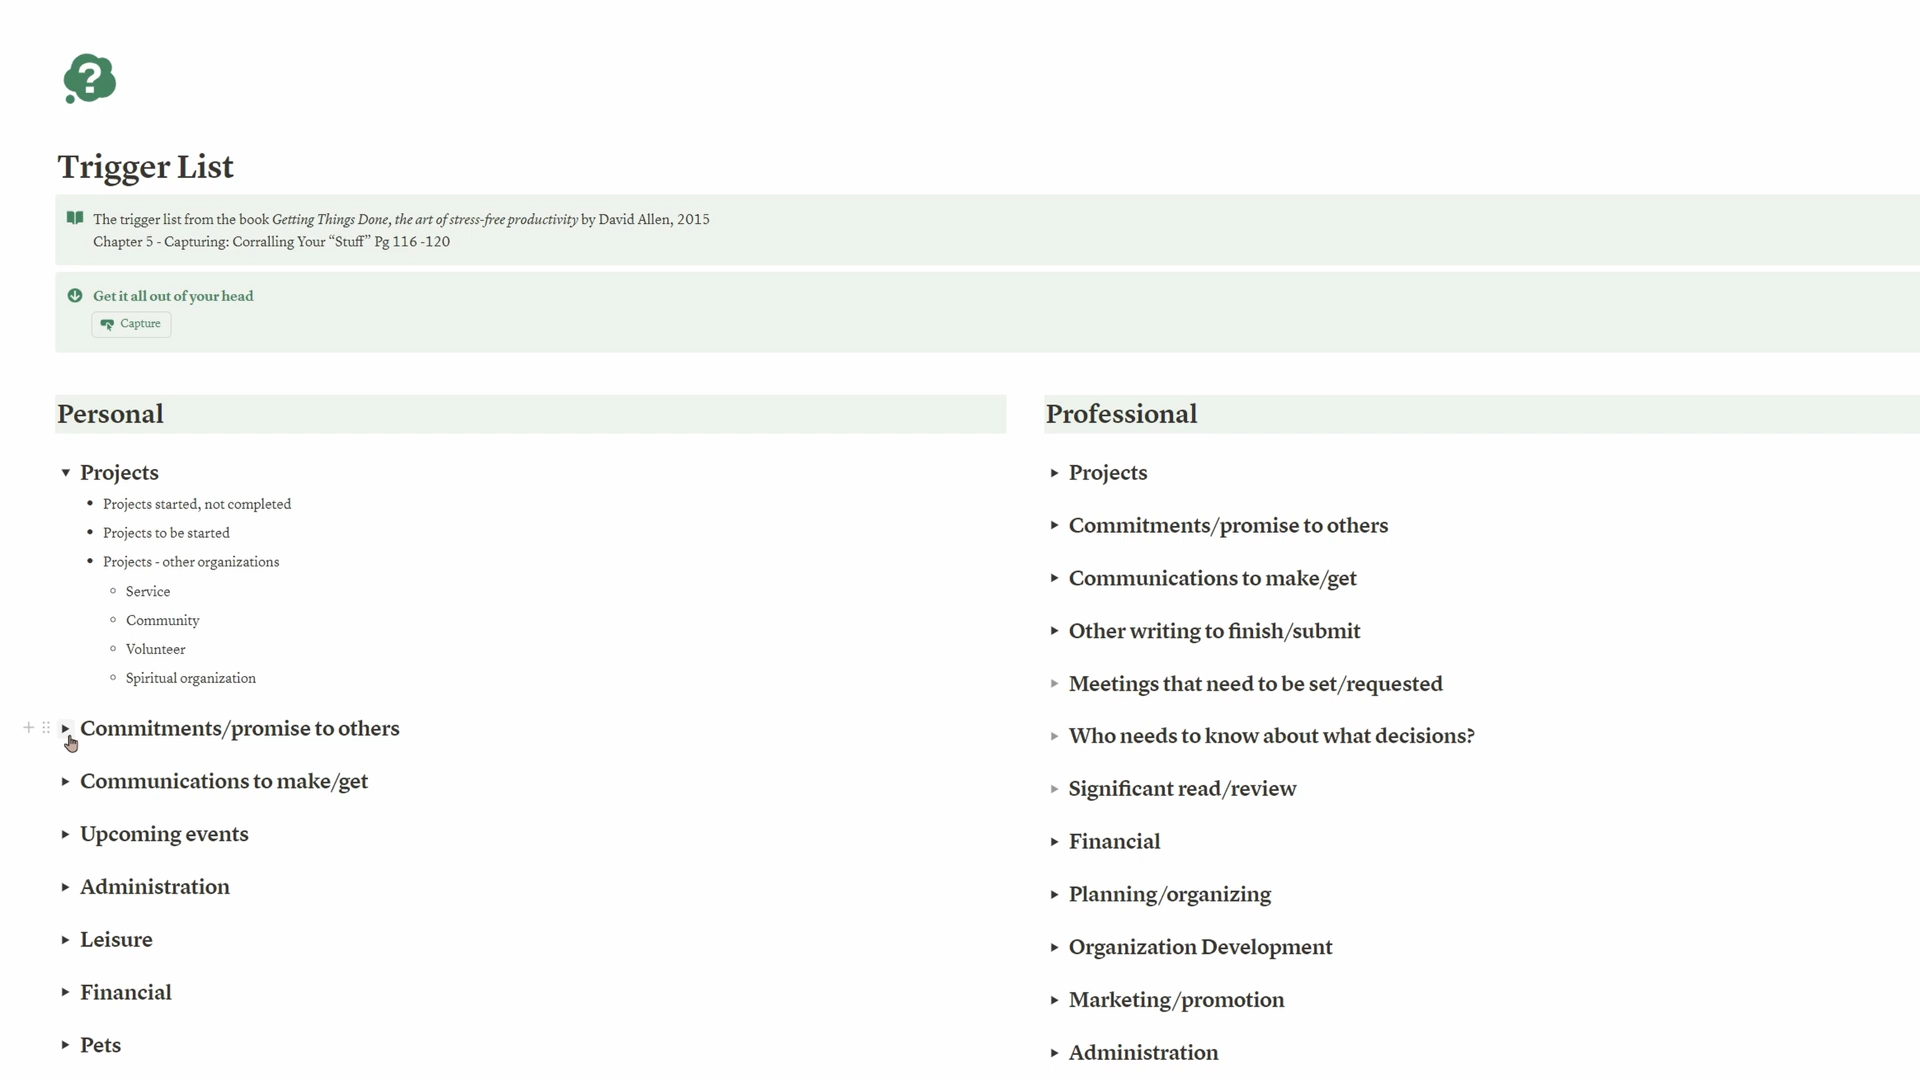 Trigger List
The trigger list from the book Getting Things Done, the art of stress-free productivity by David Allen, 2015
Chapter 5 - Capturing: Corralling Your “Stuff” Pg 116 -120
Get it all out of your head
Capture
Personal
Projects
Projects started, not completed
Projects to be started
Projects - other organizations
Service
Community
Volunteer
Spiritual organization
Commitments/promise to others
Communications to make/get
Upcoming events
Administration
Leisure
Financial
Pets
Professional
Projects
Commitments/promise to others
Communications to make/get
Other writing to finish/submit
Meetings that need to be set/requested
Who needs to know about what decisions?
Significant read/review
Financial
Planning/organizing
Organization Development
Marketing/promotion
Administration